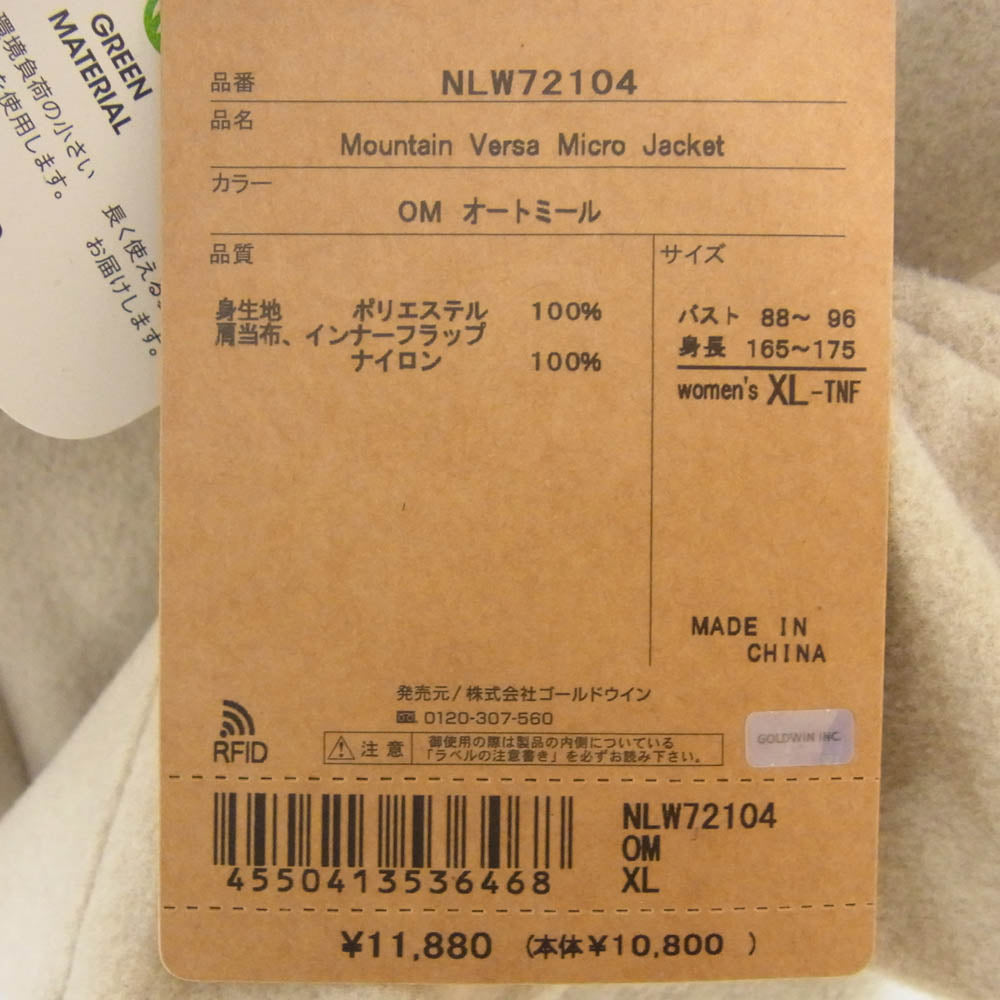 GREEN
MATERIAL
環境負荷の小さい
を使用します。
長く使える
お届けします。
品番 NLW72104
品名
Mountain Versa Micro Jacket
カラー
OM オートミール
品質
身生地 ポリエステル 100%
肩当布、インナーフラップ
ナイロン 100%
サイズ
バスト 88～ 96
身長 165～175
women's XL-TNF
MADE IN
CHINA
発売元/株式会社ゴールドウイン
0120-307-560
RFID
注意
御使用の際は製品の内側についている
「ラベルの注意書き」を必ずお読み下さい。
GOLDWIN INC.
4550413536468
NLW72104
OM
XL
¥11,880 (本体¥10,800 )